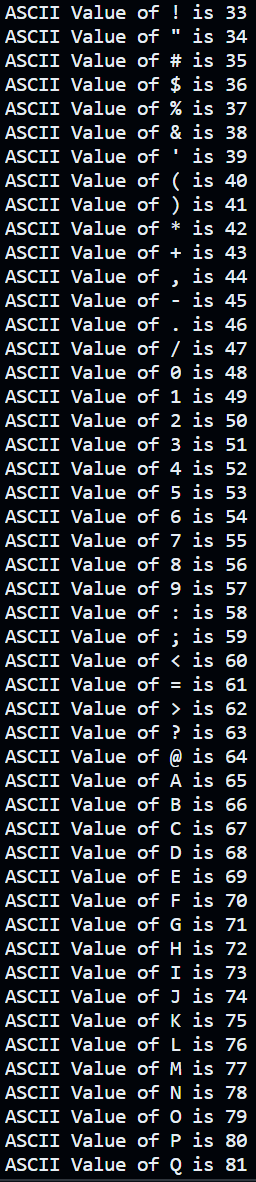 ASCII Value of ! is 33
ASCII Value of " is 34
ASCII Value of # is 35
ASCII Value of $ is 36
ASCII Value of % is 37
ASCII Value of & is 38
ASCII Value of ' is 39
ASCII Value of ( is 40
ASCII Value of ) is 41
ASCII Value of * is 42
ASCII Value of + is 43
ASCII Value of , is 44
ASCII Value of - is 45
ASCII Value of . is 46
ASCII Value of / is 47
ASCII Value of 0 is 48
ASCII Value of 1 is 49
ASCII Value of 2 is 50
ASCII Value of 3 is 51
ASCII Value of 4 is 52
ASCII Value of 5 is 53
ASCII Value of 6 is 54
ASCII Value of 7 is 55
ASCII Value of 8 is 56
ASCII Value of 9 is 57
ASCII Value of : is 58
ASCII Value of ; is 59
ASCII Value of < is 60
ASCII Value of = is 61
ASCII Value of > is 62
ASCII Value of ? is 63
ASCII Value of @ is 64
ASCII Value of A is 65
ASCII Value of B is 66
ASCII Value of C is 67
ASCII Value of D is 68
ASCII Value of E is 69
ASCII Value of F is 70
ASCII Value of G is 71
ASCII Value of H is 72
ASCII Value of I is 73
ASCII Value of J is 74
ASCII Value of K is 75
ASCII Value of L is 76
ASCII Value of M is 77
ASCII Value of N is 78
ASCII Value of O is 79
ASCII Value of P is 80
ASCII Value of Q is 81